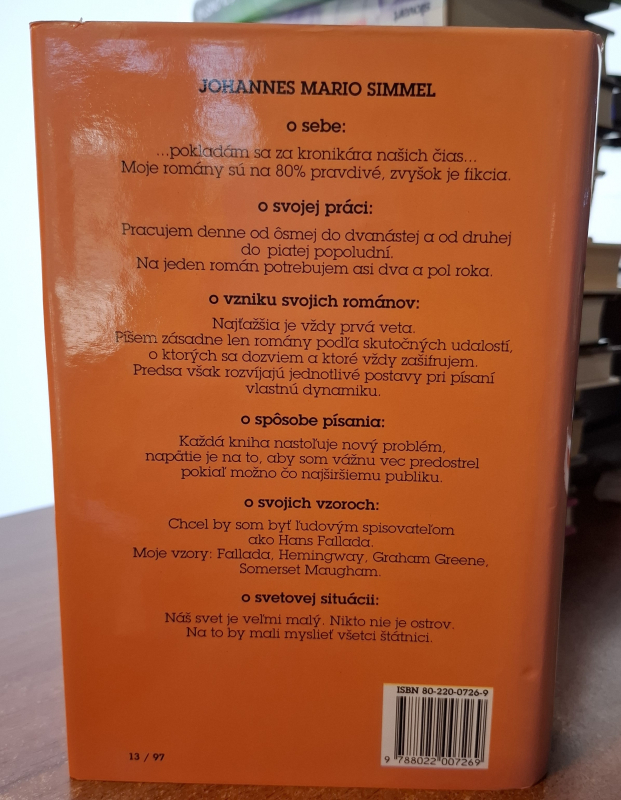 JOHANNES MARIO SIMMEL
o sebe:
...pokladám sa za kronikára našich čias...
Moje romány sú na 80% pravdivé, zvyšok je fikcia.
o svojej práci:
Pracujem denne od ôsmej do dvanástej a od druhej
do piatej popoludní.
Na jeden román potrebujem asi dva a pol roka.
o vzniku svojich románov:
Najťažšia je vždy prvá veta.
Píšem zásadne len romány podľa skutočných udalostí,
o ktorých sa dozviem a ktoré vždy zašifrujem.
Predsa však rozvíjajú jednotlivé postavy pri písaní
vlastnú dynamiku.
o spôsobe písania:
Každá kniha nastoľuje nový problém,
napätie je na to, aby som vážnu vec predostrel
pokiaľ možno čo najširšiemu publiku.
o svojich vzoroch:
Chcel by som byť ľudovým spisovateľom
ako Hans Fallada.
Moje vzory: Fallada, Hemingway, Graham Greene,
Somerset Maugham.
o svetovej situácii:
Náš svet je veľmi malý. Nikto nie je ostrov.
Na to by mali myslieť všetci štátnici.
ISBN 80-220-0726-9
9 788022 007269
13 / 97